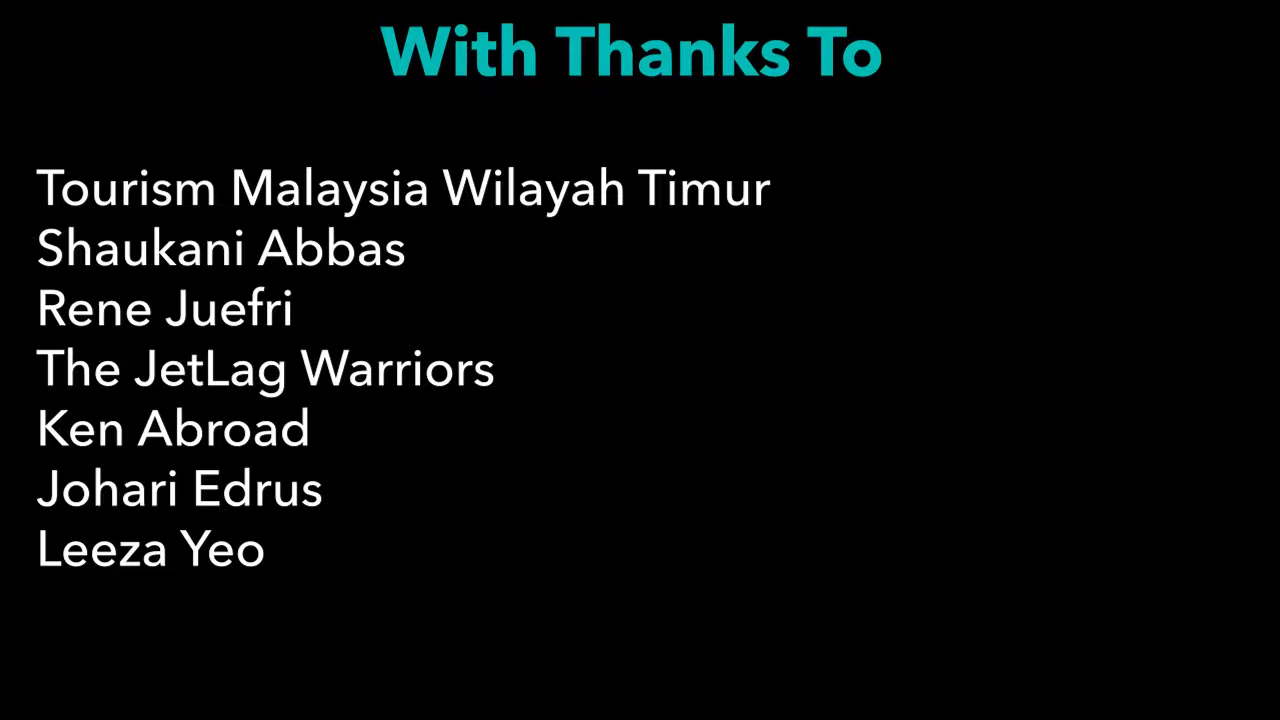 With Thanks To
Tourism Malaysia Wilayah Timur
Shaukani Abbas
Rene Juefri
The JetLag Warriors
Ken Abroad
Johari Edrus
Leeza Yeo